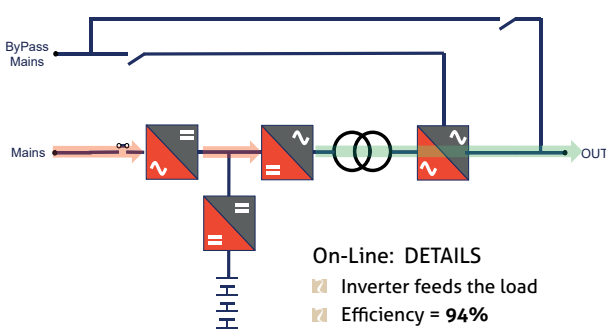 ByPass
Mains
Mains
OUT
On-Line: DETAILS
Inverter feeds the load
Efficiency = 94%